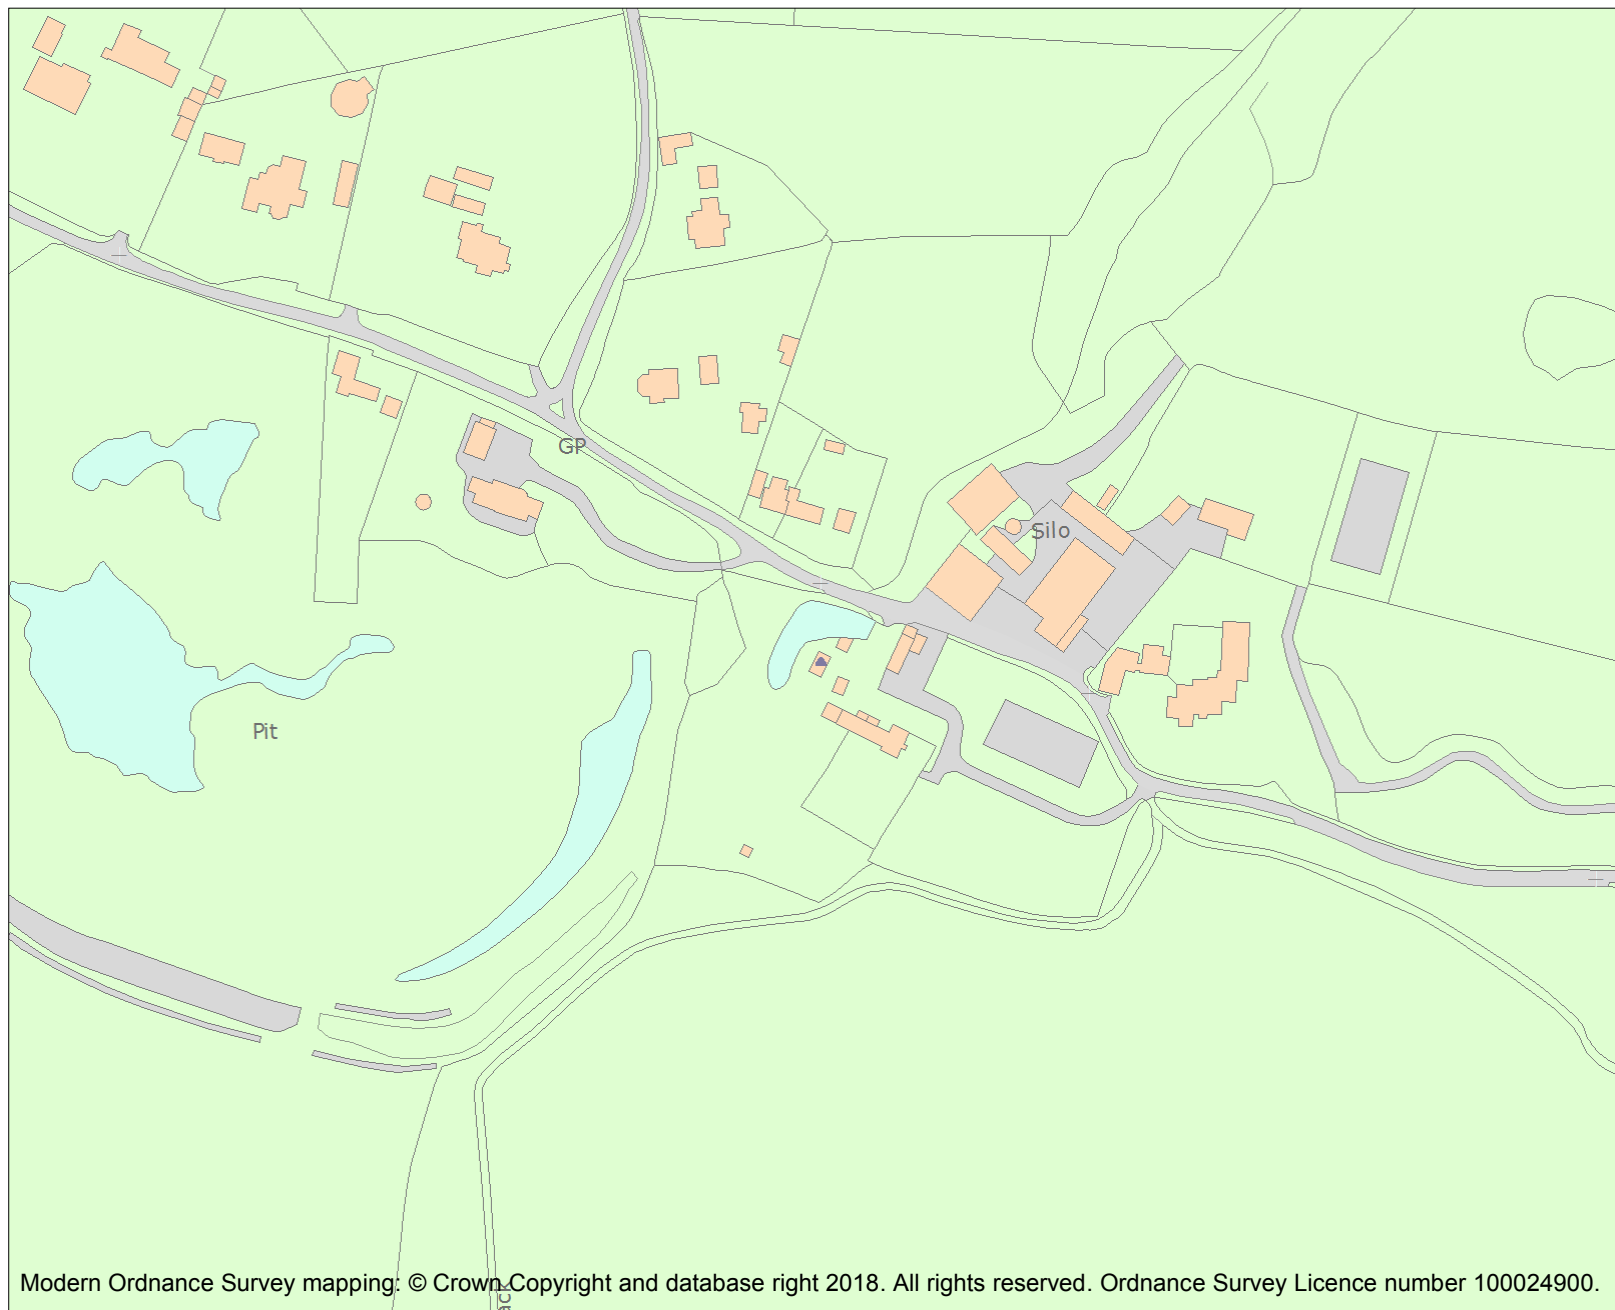 GP
Silo
Pit
Modern Ordnance Survey mapping: © Crown Copyright and database right 2018. All rights reserved. Ordnance Survey Licence number 100024900.